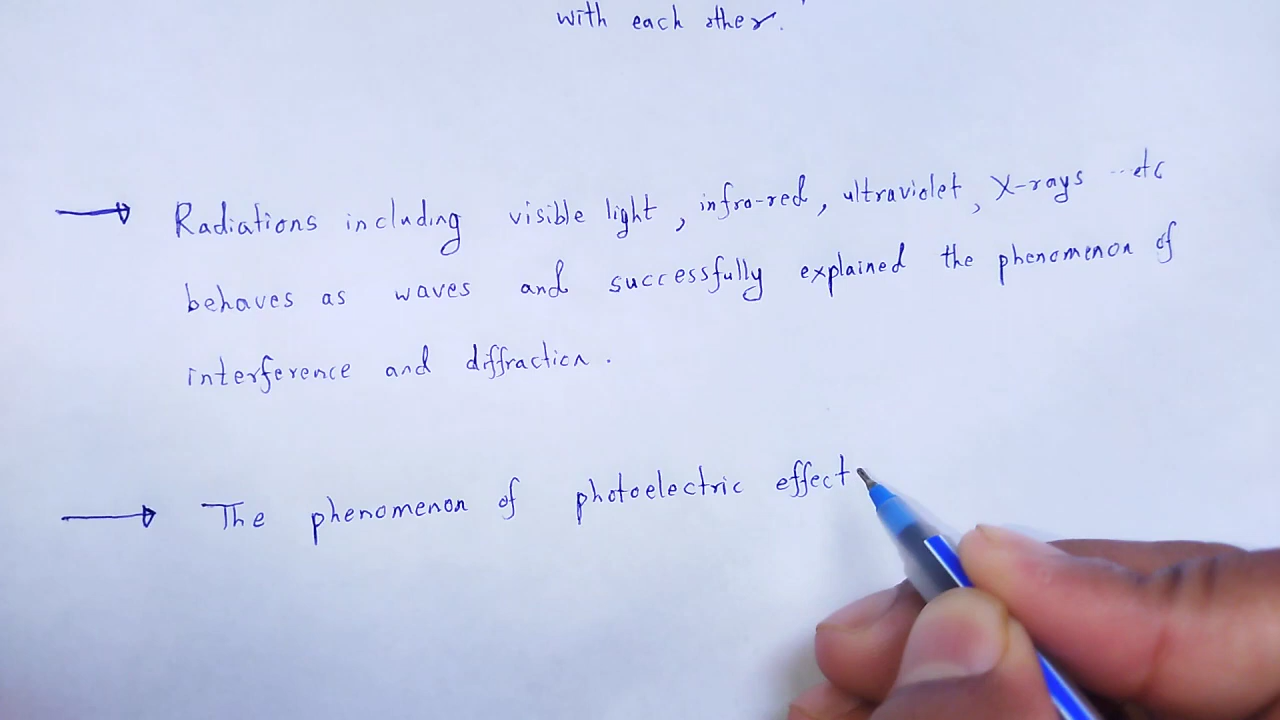 with each other.
Radiations including visible light, infra-red, ultraviolet, X-rays ...etc
behaves as waves and successfully explained the phenomenon of
interference and diffraction.
The phenomenon of photoelectric effect